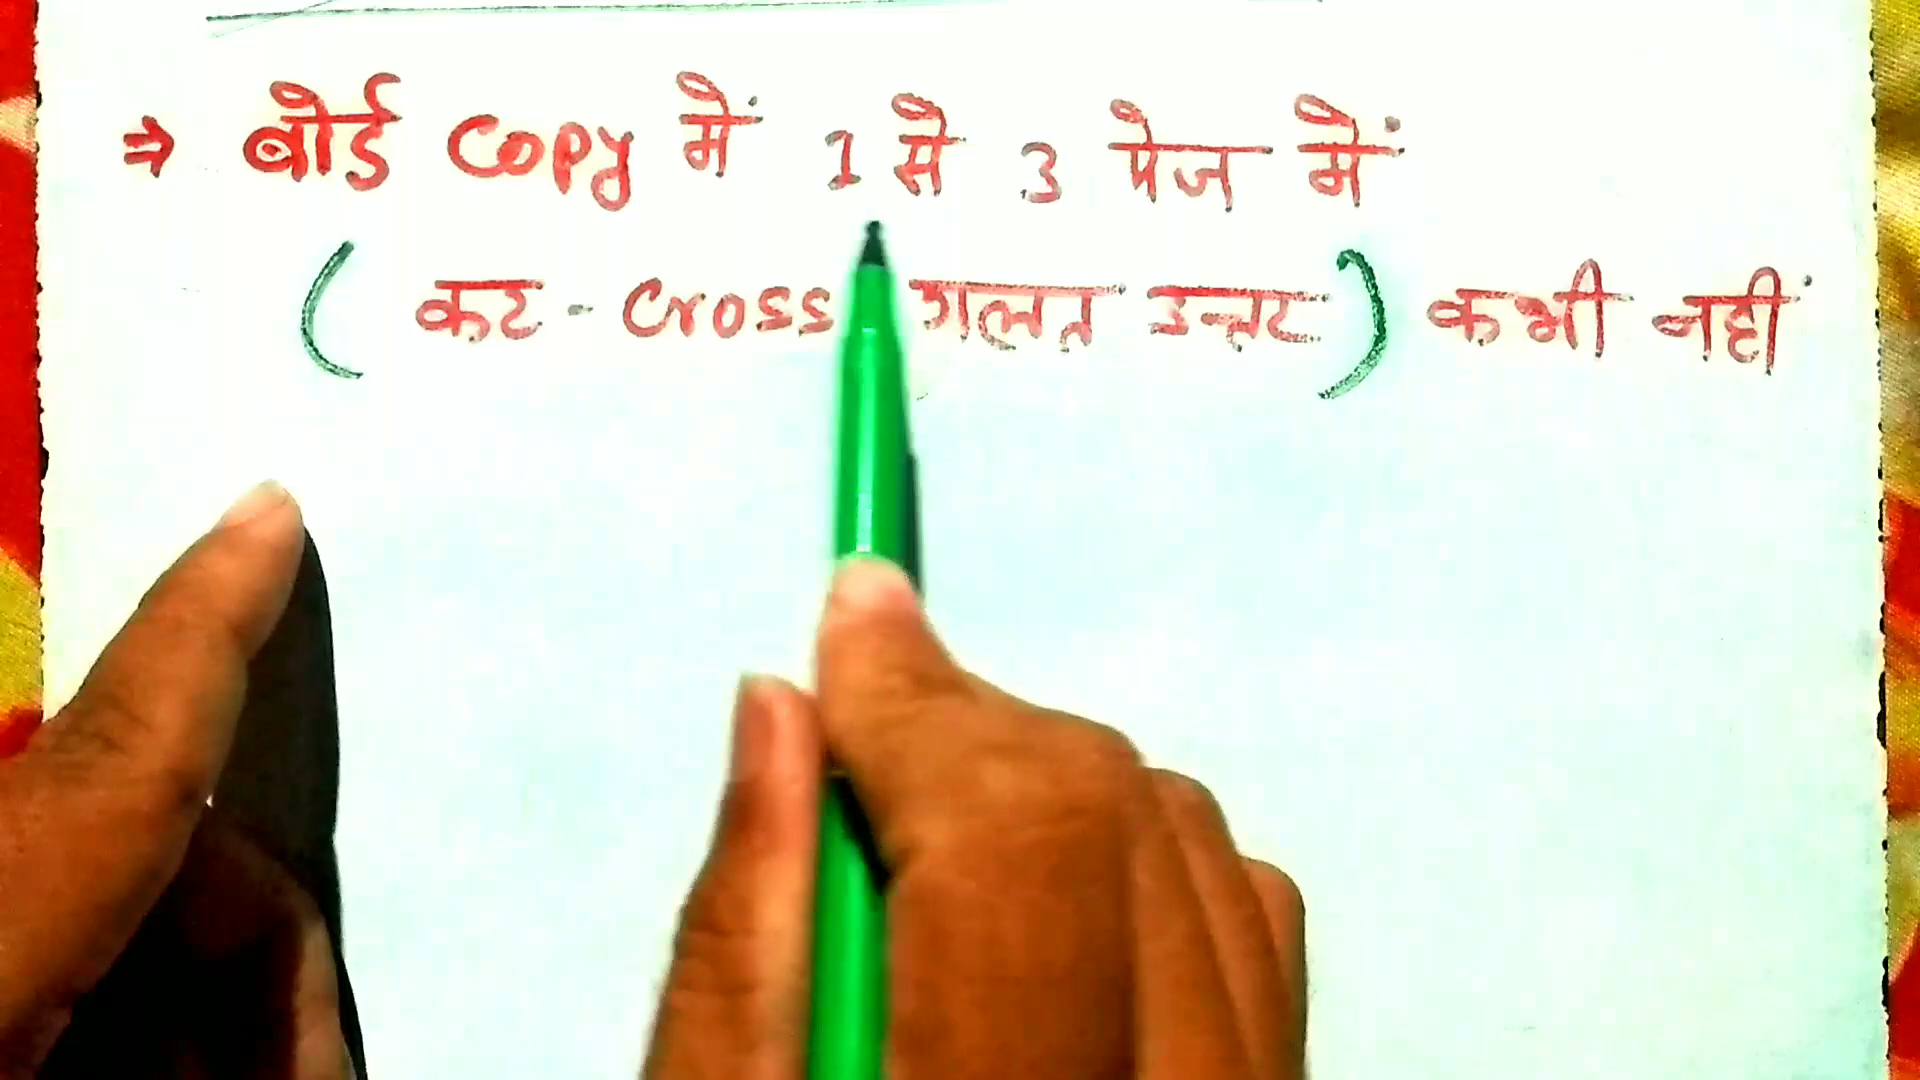 ⇒ बोर्ड Copy में 1 से 3 पेज में
( कट - Cross गलत उत्तर ) कभी नहीं